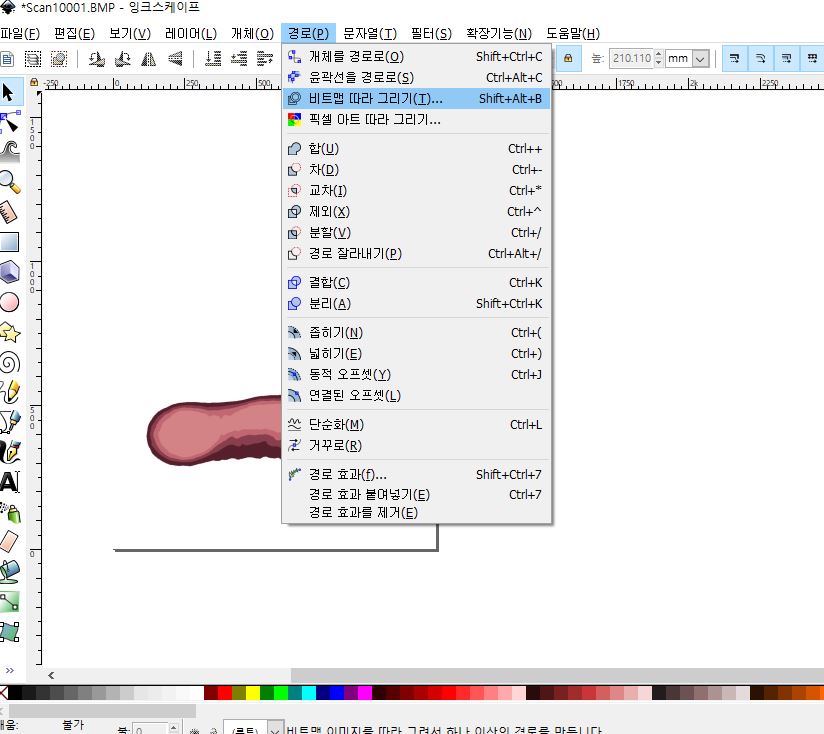 *Scan10001.BMP - 잉크스케이프
파일(F) 편집(E) 보기(V) 레이어(L) 개체(O) 경로(P) 문자열(T) 필터(S) 확장기능(N) 도움말(H)
높: 210.110 mm
-250 0 250 500 1750 2k 2250
1500
1000
500
0
개체를 경로로(O) Shift+Ctrl+C
윤곽선을 경로로(S) Ctrl+Alt+C
비트맵 따라 그리기(T)... Shift+Alt+B
픽셀 아트 따라 그리기...
합(U) Ctrl++
차(D) Ctrl+-
교차(I) Ctrl+*
제외(X) Ctrl+^
분할(V) Ctrl+/
경로 잘라내기(P) Ctrl+Alt+/
결합(C) Ctrl+K
분리(A) Shift+Ctrl+K
좁히기(N) Ctrl+(
넓히기(E) Ctrl+)
동적 오프셋(Y) Ctrl+J
연결된 오프셋(L)
단순화(M) Ctrl+L
거꾸로(R)
경로 효과(f)... Shift+Ctrl+7
경로 효과 붙여넣기(E) Ctrl+7
경로 효과를 제거(E)
채움: 불가 불: 0 (루트) 비트맵 이미지를 따라 그려서 하나 이상의 경로를 만듭니다